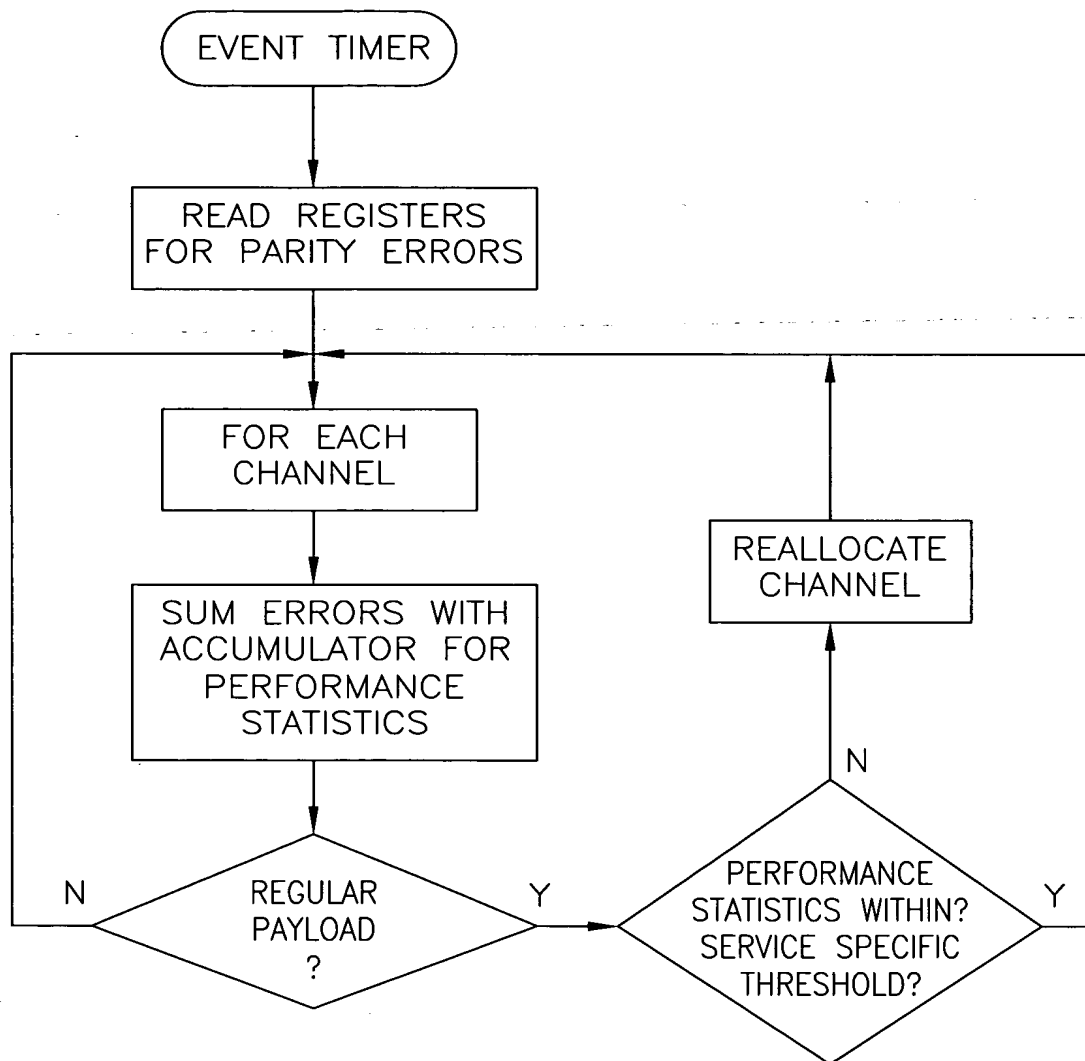 EVENT TIMER
READ REGISTERS
FOR PARITY ERRORS
FOR EACH
CHANNEL
SUM ERRORS WITH
ACCUMULATOR FOR
PERFORMANCE
STATISTICS
REALLOCATE
CHANNEL
N
N
REGULAR
PAYLOAD
?
Y
PERFORMANCE
STATISTICS WITHIN?
SERVICE SPECIFIC
THRESHOLD?
Y